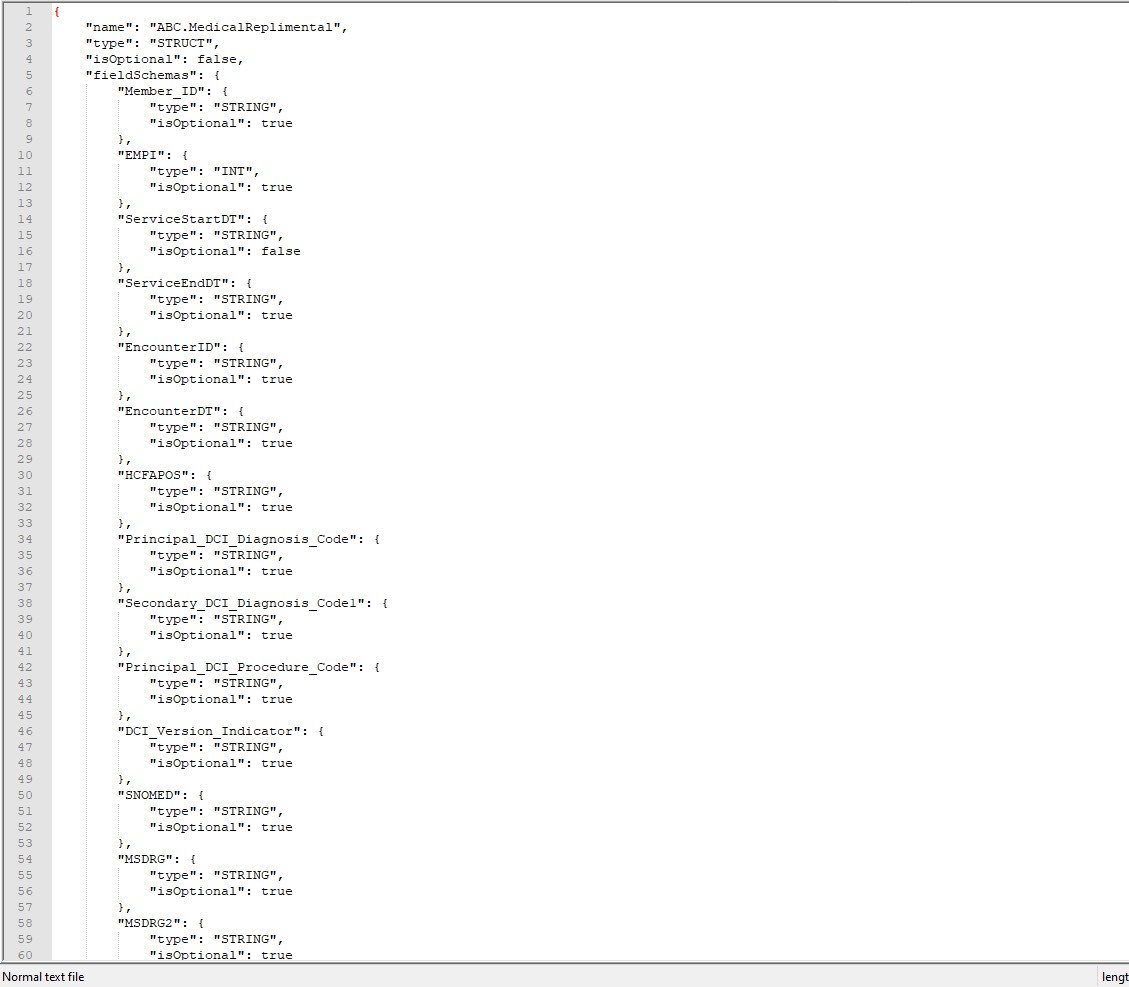 1 {
2 "name": "ABC.MedicalReplimental",
3 "type": "STRUCT",
4 "isOptional": false,
5 "fieldSchemas": {
6 "Member_ID": {
7 "type": "STRING",
8 "isOptional": true
9 },
10 "EMPI": {
11 "type": "INT",
12 "isOptional": true
13 },
14 "ServiceStartDT": {
15 "type": "STRING",
16 "isOptional": false
17 },
18 "ServiceEndDT": {
19 "type": "STRING",
20 "isOptional": true
21 },
22 "EncounterID": {
23 "type": "STRING",
24 "isOptional": true
25 },
26 "EncounterDT": {
27 "type": "STRING",
28 "isOptional": true
29 },
30 "HCFAPOS": {
31 "type": "STRING",
32 "isOptional": true
33 },
34 "Principal_DCI_Diagnosis_Code": {
35 "type": "STRING",
36 "isOptional": true
37 },
38 "Secondary_DCI_Diagnosis_Code1": {
39 "type": "STRING",
40 "isOptional": true
41 },
42 "Principal_DCI_Procedure_Code": {
43 "type": "STRING",
44 "isOptional": true
45 },
46 "DCI_Version_Indicator": {
47 "type": "STRING",
48 "isOptional": true
49 },
50 "SNOMED": {
51 "type": "STRING",
52 "isOptional": true
53 },
54 "MSDRG": {
55 "type": "STRING",
56 "isOptional": true
57 },
58 "MSDRG2": {
59 "type": "STRING",
60 "isOptional": true
Normal text file lengt